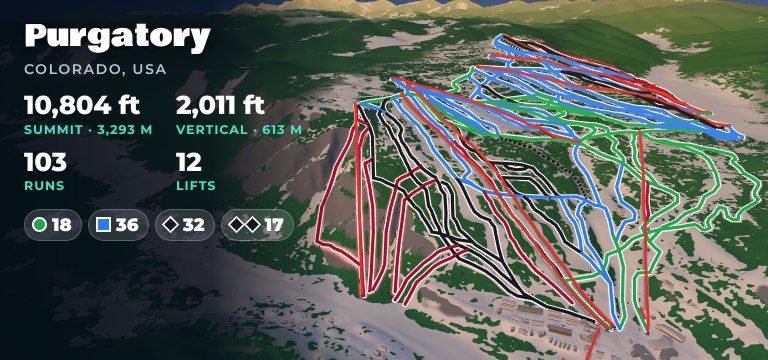 Purgatory
COLORADO, USA
10,804 ft 2,011 ft
SUMMIT · 3,293 M VERTICAL · 613 M
103 12
RUNS LIFTS
18 36 32 17